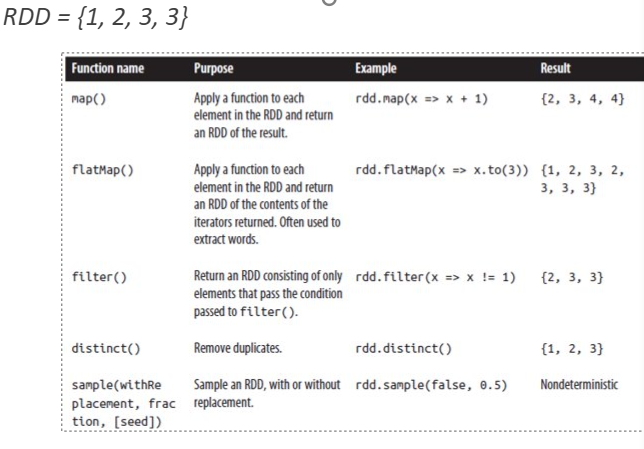 RDD = {1, 2, 3, 3}
Function name Purpose Example Result
map() Apply a function to each rdd.map(x => x + 1) {2, 3, 4, 4}
element in the RDD and return
an RDD of the result.
flatMap() Apply a function to each rdd.flatMap(x => x.to(3)) {1, 2, 3, 2,
element in the RDD and return 3, 3, 3}
an RDD of the contents of the
iterators returned. Often used to
extract words.
filter() Return an RDD consisting of only rdd.filter(x => x != 1) {2, 3, 3}
elements that pass the condition
passed to filter().
distinct() Remove duplicates. rdd.distinct() {1, 2, 3}
sample(withRe Sample an RDD, with or without rdd.sample(false, 0.5) Nondeterministic
placement, frac replacement.
tion, [seed])